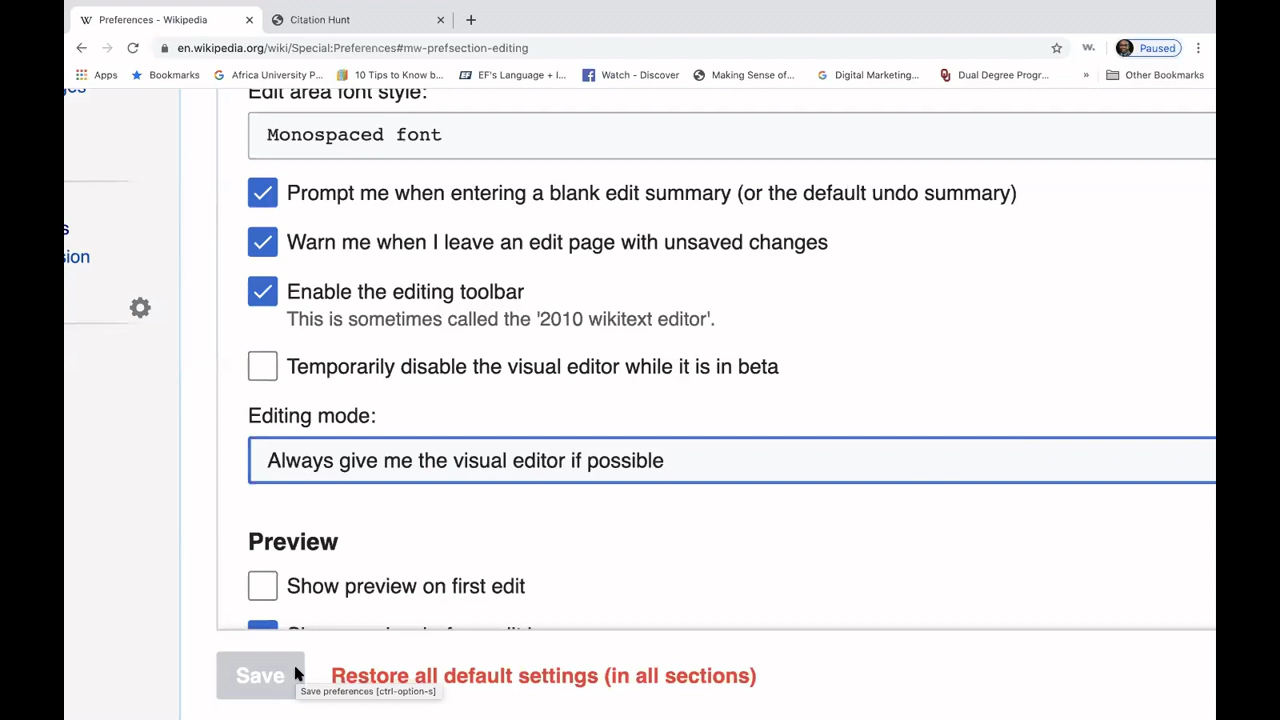 Preferences - Wikipedia
Citation Hunt
en.wikipedia.org/wiki/Special:Preferences#mw-prefsection-editing
W.
Paused
Apps
Bookmarks
Africa University P...
10 Tips to Know b...
EF's Language + I...
Watch - Discover
Making Sense of...
Digital Marketing...
Dual Degree Progr...
»
Other Bookmarks
Edit area font style:
Monospaced font
Prompt me when entering a blank edit summary (or the default undo summary)
Warn me when I leave an edit page with unsaved changes
sion
Enable the editing toolbar
This is sometimes called the '2010 wikitext editor'.
Temporarily disable the visual editor while it is in beta
Editing mode:
Always give me the visual editor if possible
Preview
Show preview on first edit
Save
Restore all default settings (in all sections)
Save preferences [ctrl-option-s]